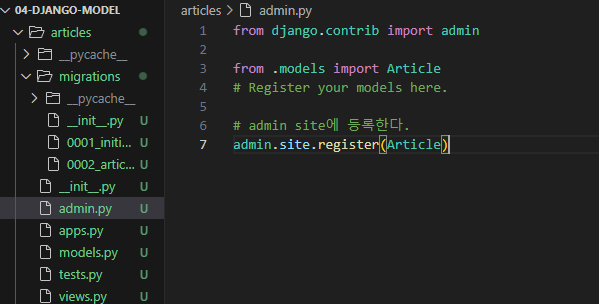 04-DJANGO-MODEL
articles
__pycache__
migrations
__pycache__
__init__.py U
0001_initi... U
0002_artic... U
__init__.py U
admin.py U
apps.py U
models.py U
tests.py U
views.py U
articles > admin.py
1 from django.contrib import admin
2
3 from .models import Article
4 # Register your models here.
5
6 # admin site에 등록한다.
7 admin.site.register(Article)